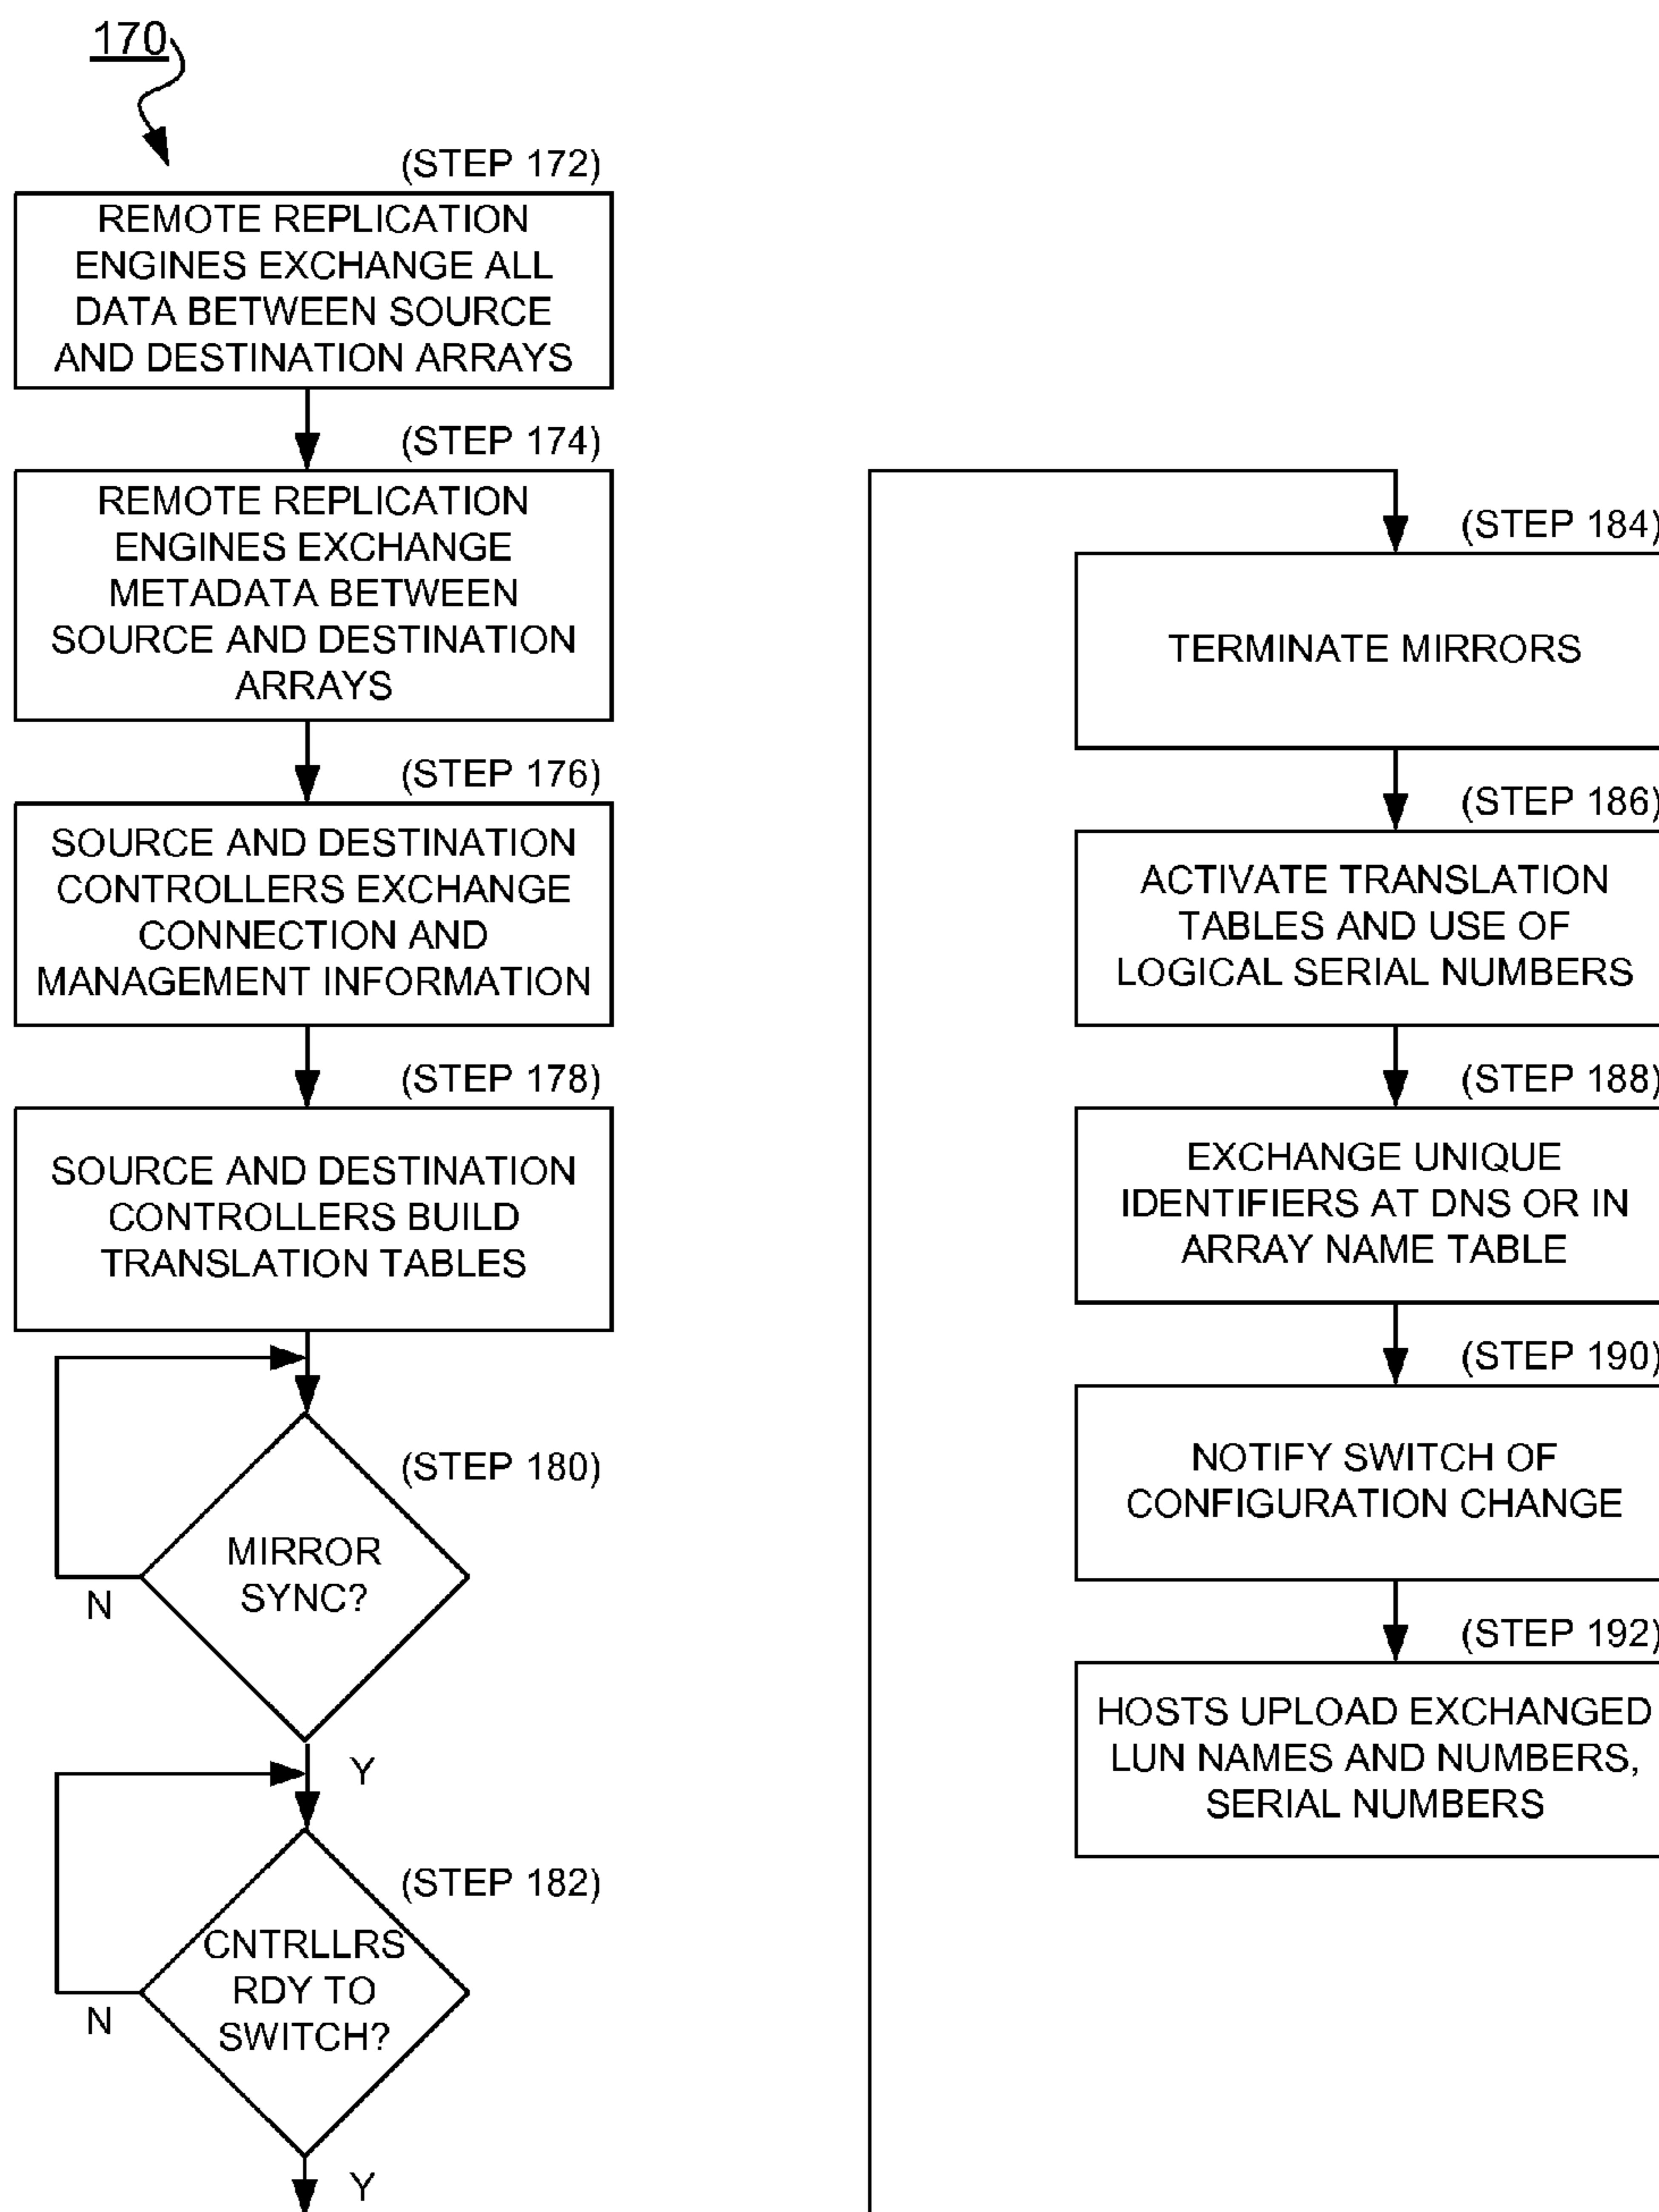 170
(STEP 172)
REMOTE REPLICATION
ENGINES EXCHANGE ALL
DATA BETWEEN SOURCE
AND DESTINATION ARRAYS
(STEP 174)
REMOTE REPLICATION
ENGINES EXCHANGE
METADATA BETWEEN
SOURCE AND DESTINATION
ARRAYS
(STEP 176)
SOURCE AND DESTINATION
CONTROLLERS EXCHANGE
CONNECTION AND
MANAGEMENT INFORMATION
(STEP 178)
SOURCE AND DESTINATION
CONTROLLERS BUILD
TRANSLATION TABLES
(STEP 180)
MIRROR
SYNC?
N
Y
(STEP 182)
CNTRLLRS
RDY TO
SWITCH?
N
Y
(STEP 184)
TERMINATE MIRRORS
(STEP 186)
ACTIVATE TRANSLATION
TABLES AND USE OF
LOGICAL SERIAL NUMBERS
(STEP 188)
EXCHANGE UNIQUE
IDENTIFIERS AT DNS OR IN
ARRAY NAME TABLE
(STEP 190)
NOTIFY SWITCH OF
CONFIGURATION CHANGE
(STEP 192)
HOSTS UPLOAD EXCHANGED
LUN NAMES AND NUMBERS,
SERIAL NUMBERS